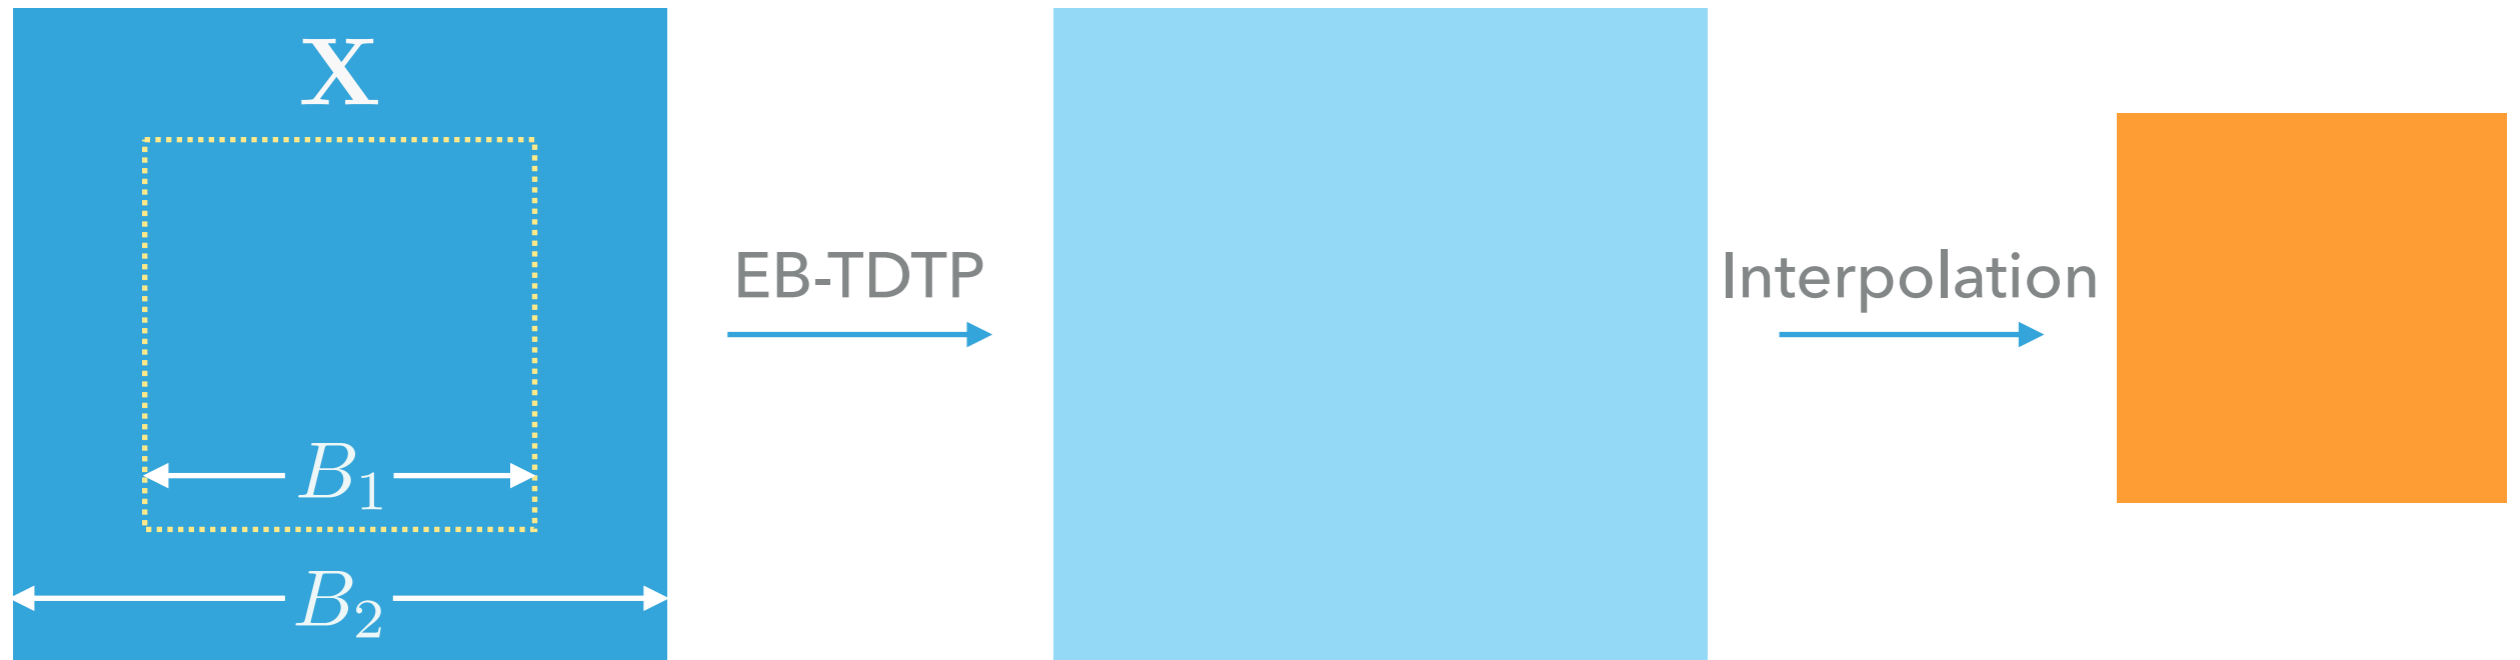 X
EB-TDTP
Interpolation
B₁
B₂